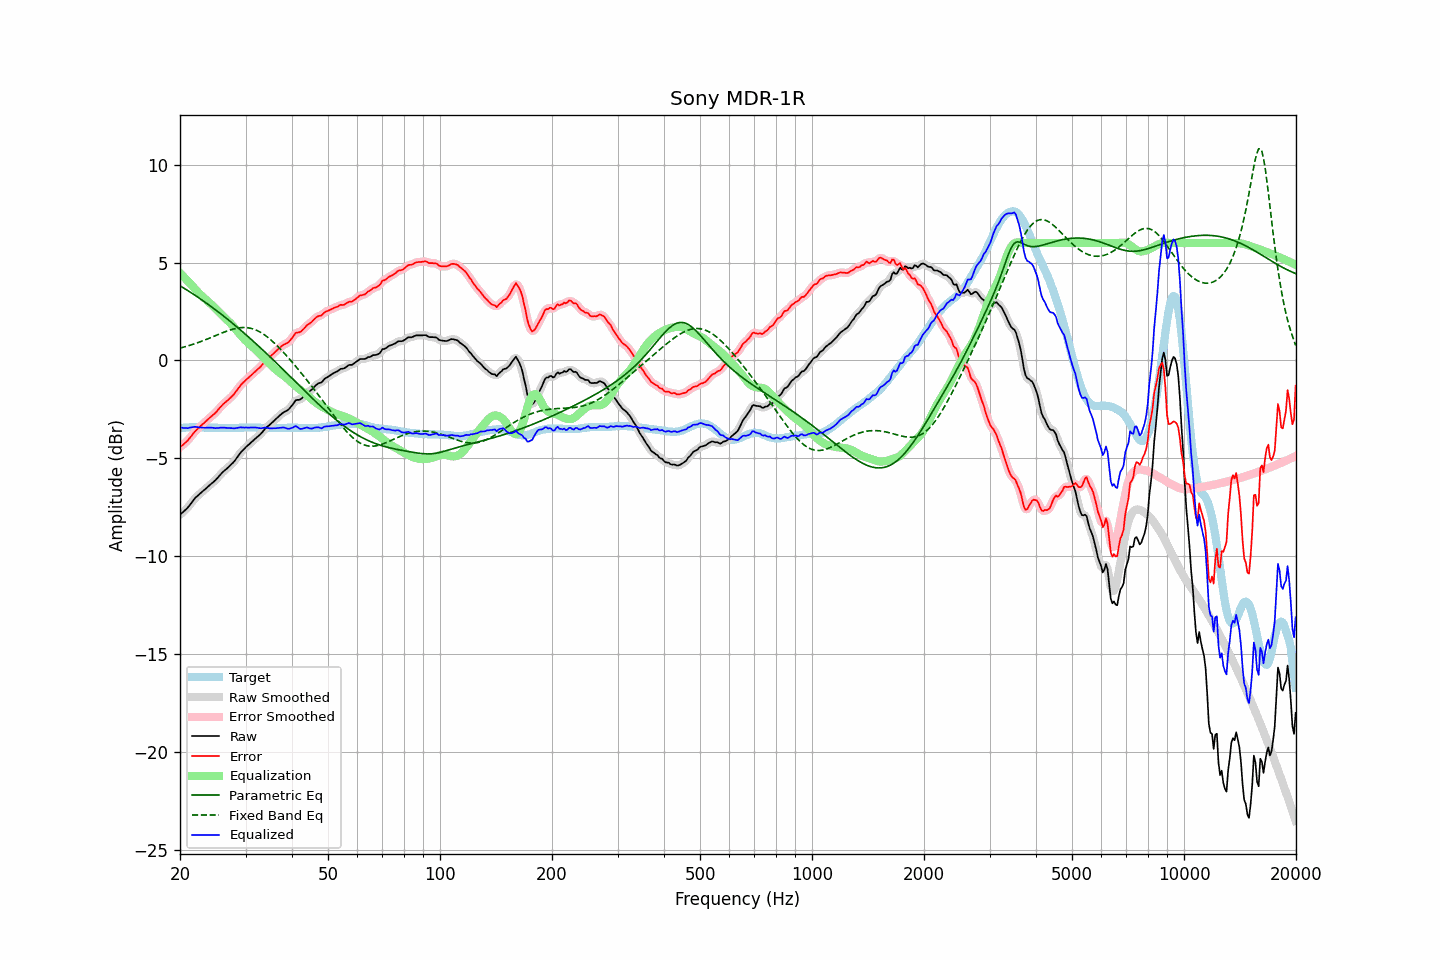 Sony MDR-1R
Amplitude (dBr)
10
5
0
−5
−10
−15
−20
−25
Target
Raw Smoothed
Error Smoothed
Raw
Error
Equalization
Parametric Eq
Fixed Band Eq
Equalized
20 50 100 200 500 1000 2000 5000 10000 20000
Frequency (Hz)